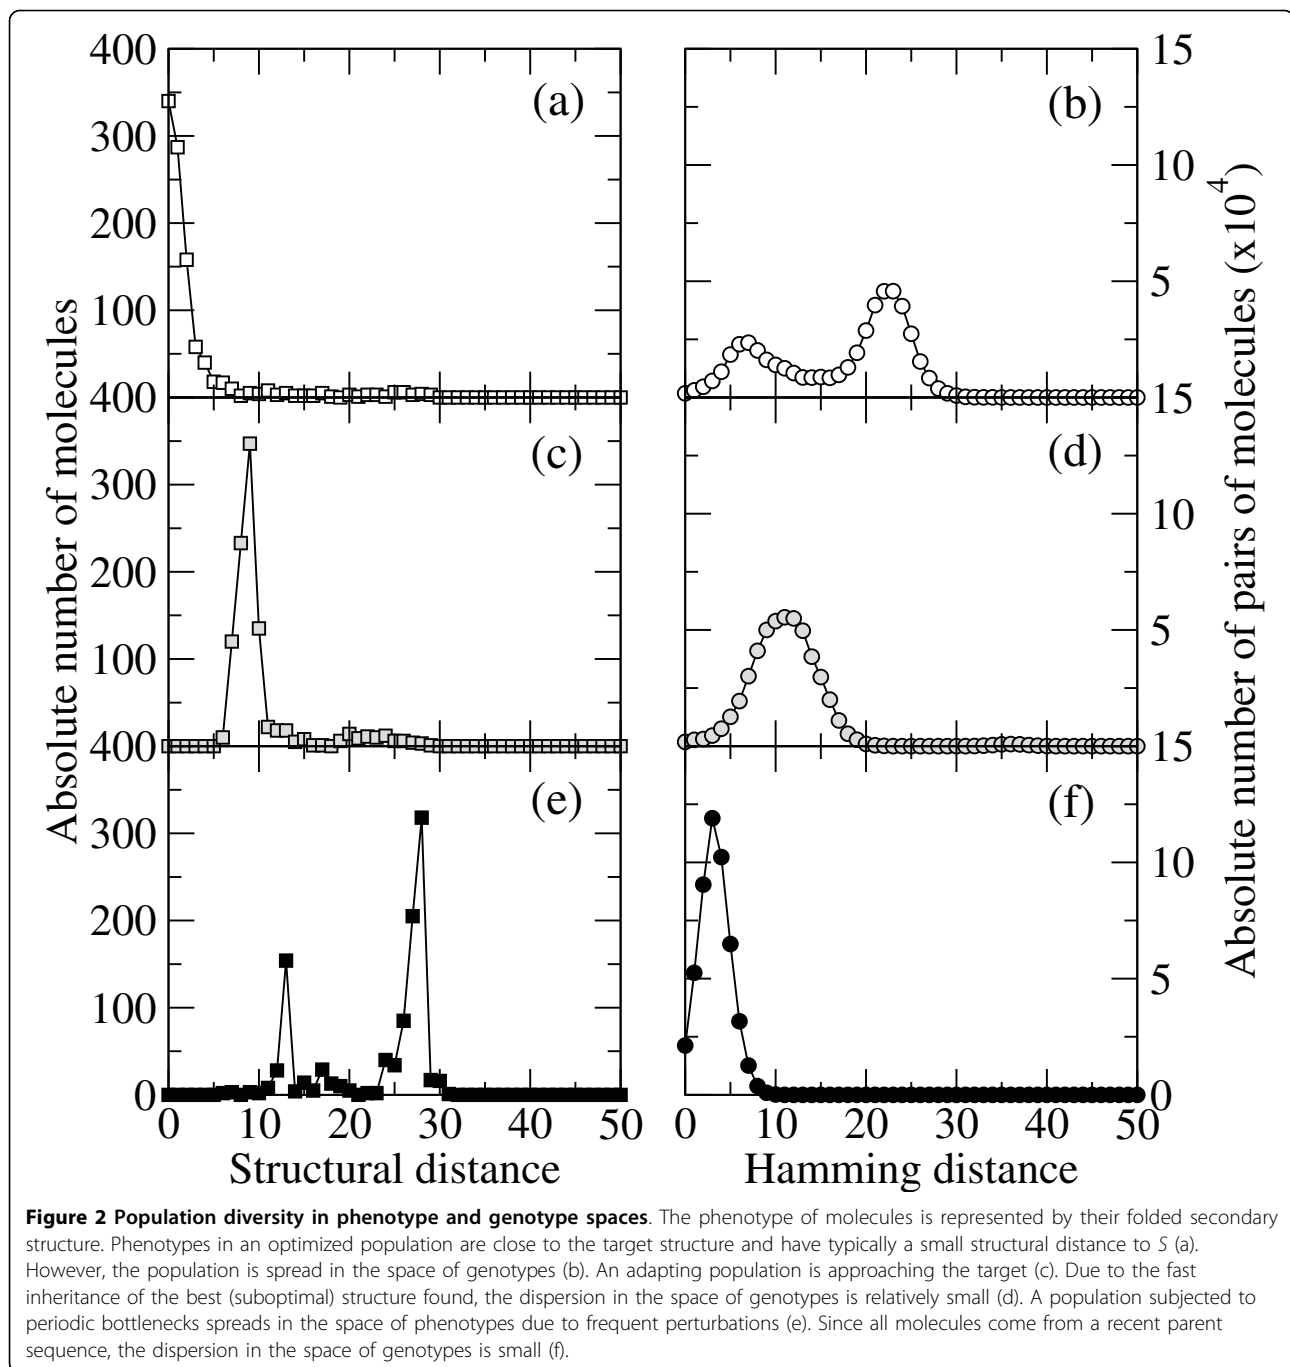 400
300
200
100
400
300
200
100
400
300
200
100
0
(a)
(c)
(e)
0 10 20 30 40 50
Structural distance
Absolute number of molecules
(b)
(d)
(f)
15
10
5
15
10
5
15
10
5
0
0 10 20 30 40 50
Hamming distance
Absolute number of pairs of molecules (x10^4)
Figure 2 Population diversity in phenotype and genotype spaces. The phenotype of molecules is represented by their folded secondary
structure. Phenotypes in an optimized population are close to the target structure and have typically a small structural distance to S (a).
However, the population is spread in the space of genotypes (b). An adapting population is approaching the target (c). Due to the fast
inheritance of the best (suboptimal) structure found, the dispersion in the space of genotypes is relatively small (d). A population subjected to
periodic bottlenecks spreads in the space of phenotypes due to frequent perturbations (e). Since all molecules come from a recent parent
sequence, the dispersion in the space of genotypes is small (f).